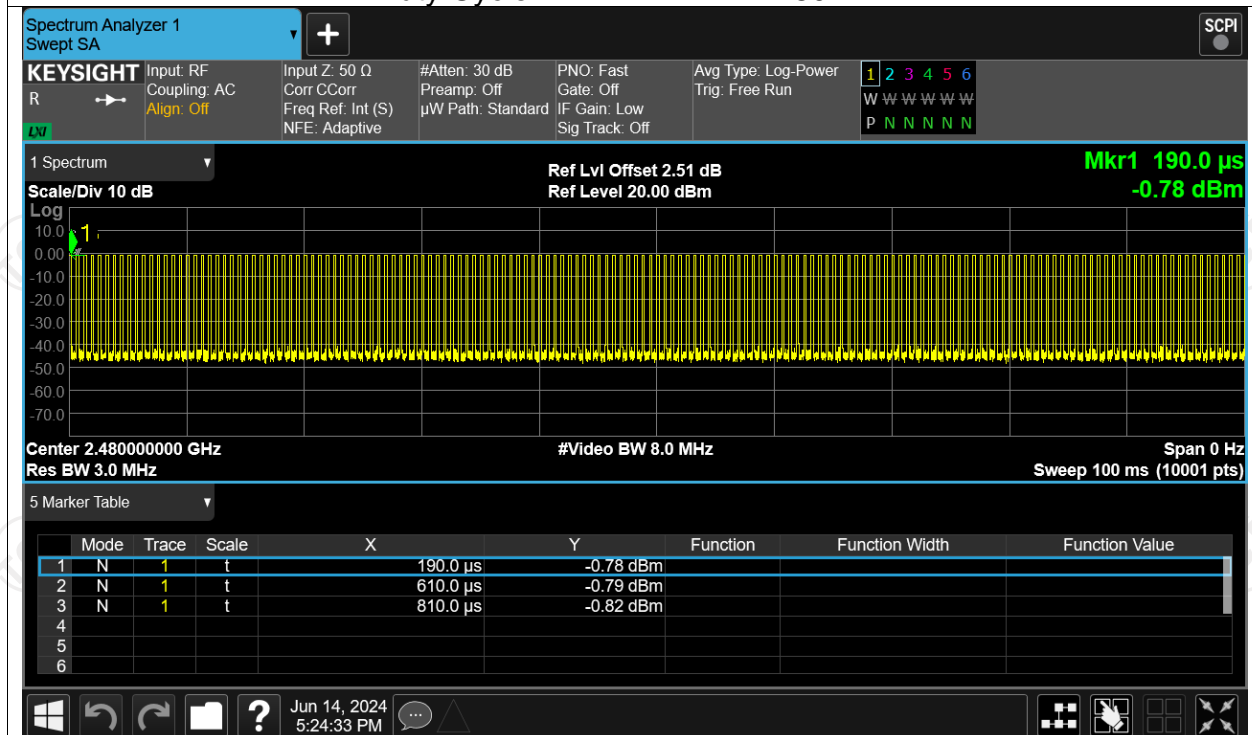 Spectrum Analyzer 1
Swept SA
+
SCPI
KEYSIGHT
R
LXI
Input: RF
Coupling: AC
Align: Off
Input Z: 50 Ω
Corr CCorr
Freq Ref: Int (S)
NFE: Adaptive
#Atten: 30 dB
Preamp: Off
µW Path: Standard
PNO: Fast
Gate: Off
IF Gain: Low
Sig Track: Off
Avg Type: Log-Power
Trig: Free Run
1 2 3 4 5 6
W W W W W W
P N N N N N
1 Spectrum
Scale/Div 10 dB
Ref Lvl Offset 2.51 dB
Ref Level 20.00 dBm
Mkr1 190.0 µs
-0.78 dBm
Log
10.0
0.00
-10.0
-20.0
-30.0
-40.0
-50.0
-60.0
-70.0
1
Center 2.480000000 GHz
Res BW 3.0 MHz
#Video BW 8.0 MHz
Span 0 Hz
Sweep 100 ms (10001 pts)
5 Marker Table
Mode Trace Scale X Y Function Function Width Function Value
1 N 1 t 190.0 µs -0.78 dBm
2 N 1 t 610.0 µs -0.79 dBm
3 N 1 t 810.0 µs -0.82 dBm
4
5
6
?
Jun 14, 2024
5:24:33 PM